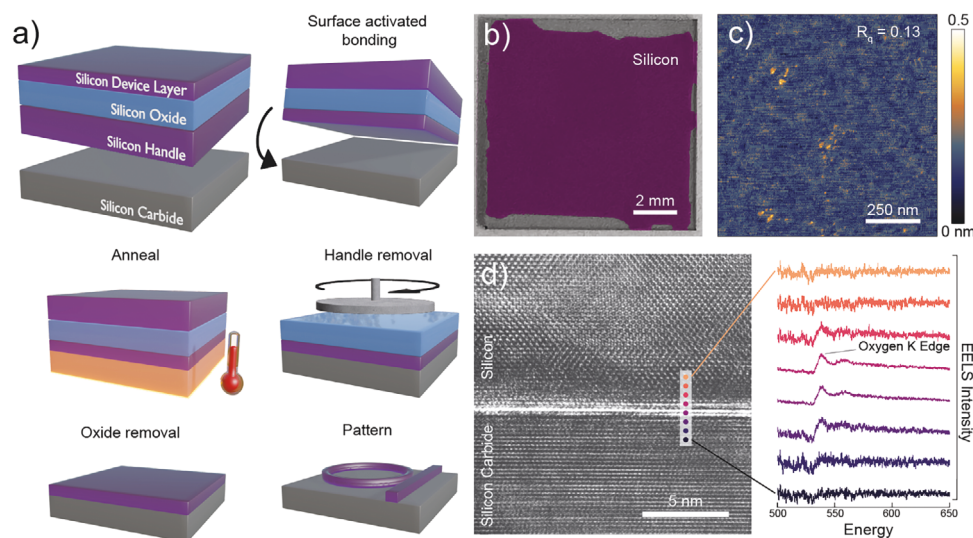 a)
Silicon Device Layer
Silicon Oxide
Silicon Handle
Silicon Carbide
Surface activated
bonding
Anneal
Handle removal
Oxide removal
Pattern
b)
Silicon
2 mm
c)
R_q = 0.13
250 nm
0.5
0 nm
d)
Silicon
Silicon Carbide
5 nm
Oxygen K Edge
EELS Intensity
500
550
600
650
Energy